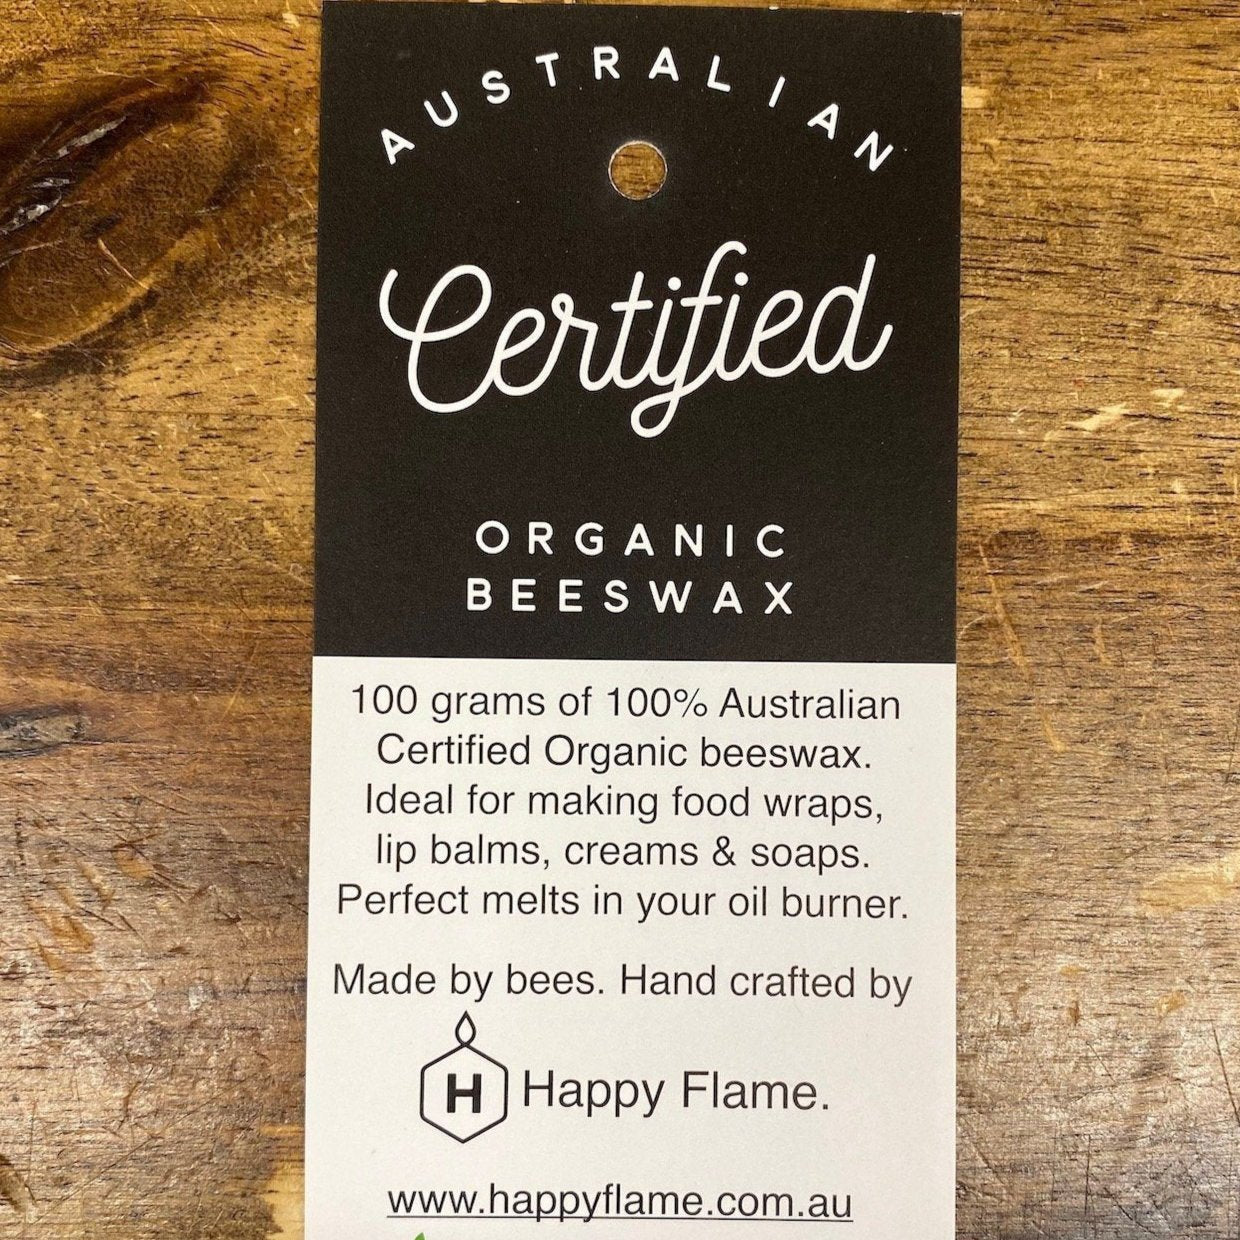 AUSTRALIAN
Certified
ORGANIC
BEESWAX
100 grams of 100% Australian
Certified Organic beeswax.
Ideal for making food wraps,
lip balms, creams & soaps.
Perfect melts in your oil burner.
Made by bees. Hand crafted by
H Happy Flame.
www.happyflame.com.au